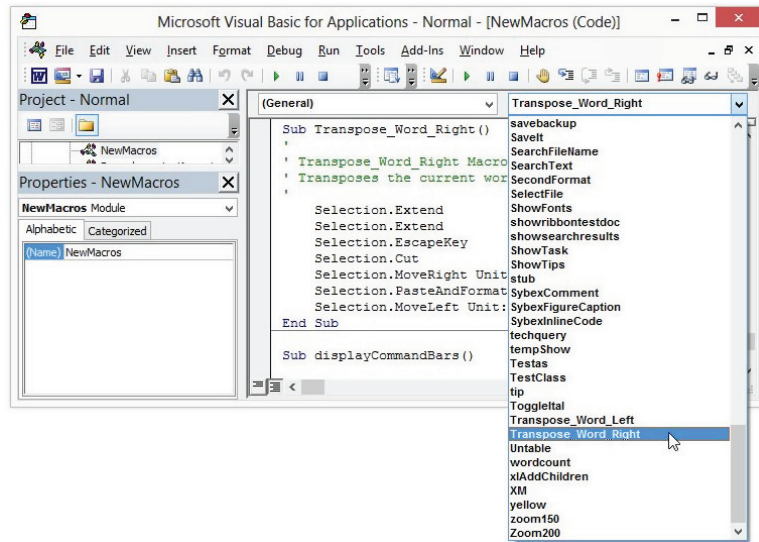 Microsoft Visual Basic for Applications - Normal - [NewMacros (Code)]
File Edit View Insert Format Debug Run Tools Add-Ins Window Help
Project - Normal
NewMacros
Properties - NewMacros
NewMacros Module
Alphabetic Categorized
(Name) NewMacros
(General)
Transpose_Word_Right
Sub Transpose_Word_Right()
'
' Transpose_Word_Right Macro
' Transposes the current wor
'
Selection.Extend
Selection.Extend
Selection.EscapeKey
Selection.Cut
Selection.MoveRight Unit
Selection.PasteAndFormat
Selection.MoveLeft Unit:
End Sub
Sub displayCommandBars()
savebackup
SaveIt
SearchFileName
SearchText
SecondFormat
SelectFile
ShowFonts
showribbontestdoc
showsearchresults
ShowTask
ShowTips
stub
SybexComment
SybexFigureCaption
SybexInlineCode
techquery
tempShow
Testas
TestClass
tip
ToggleItal
Transpose_Word_Left
Transpose_Word_Right
Untable
wordcount
xlAddChildren
XM
yellow
zoom150
Zoom200